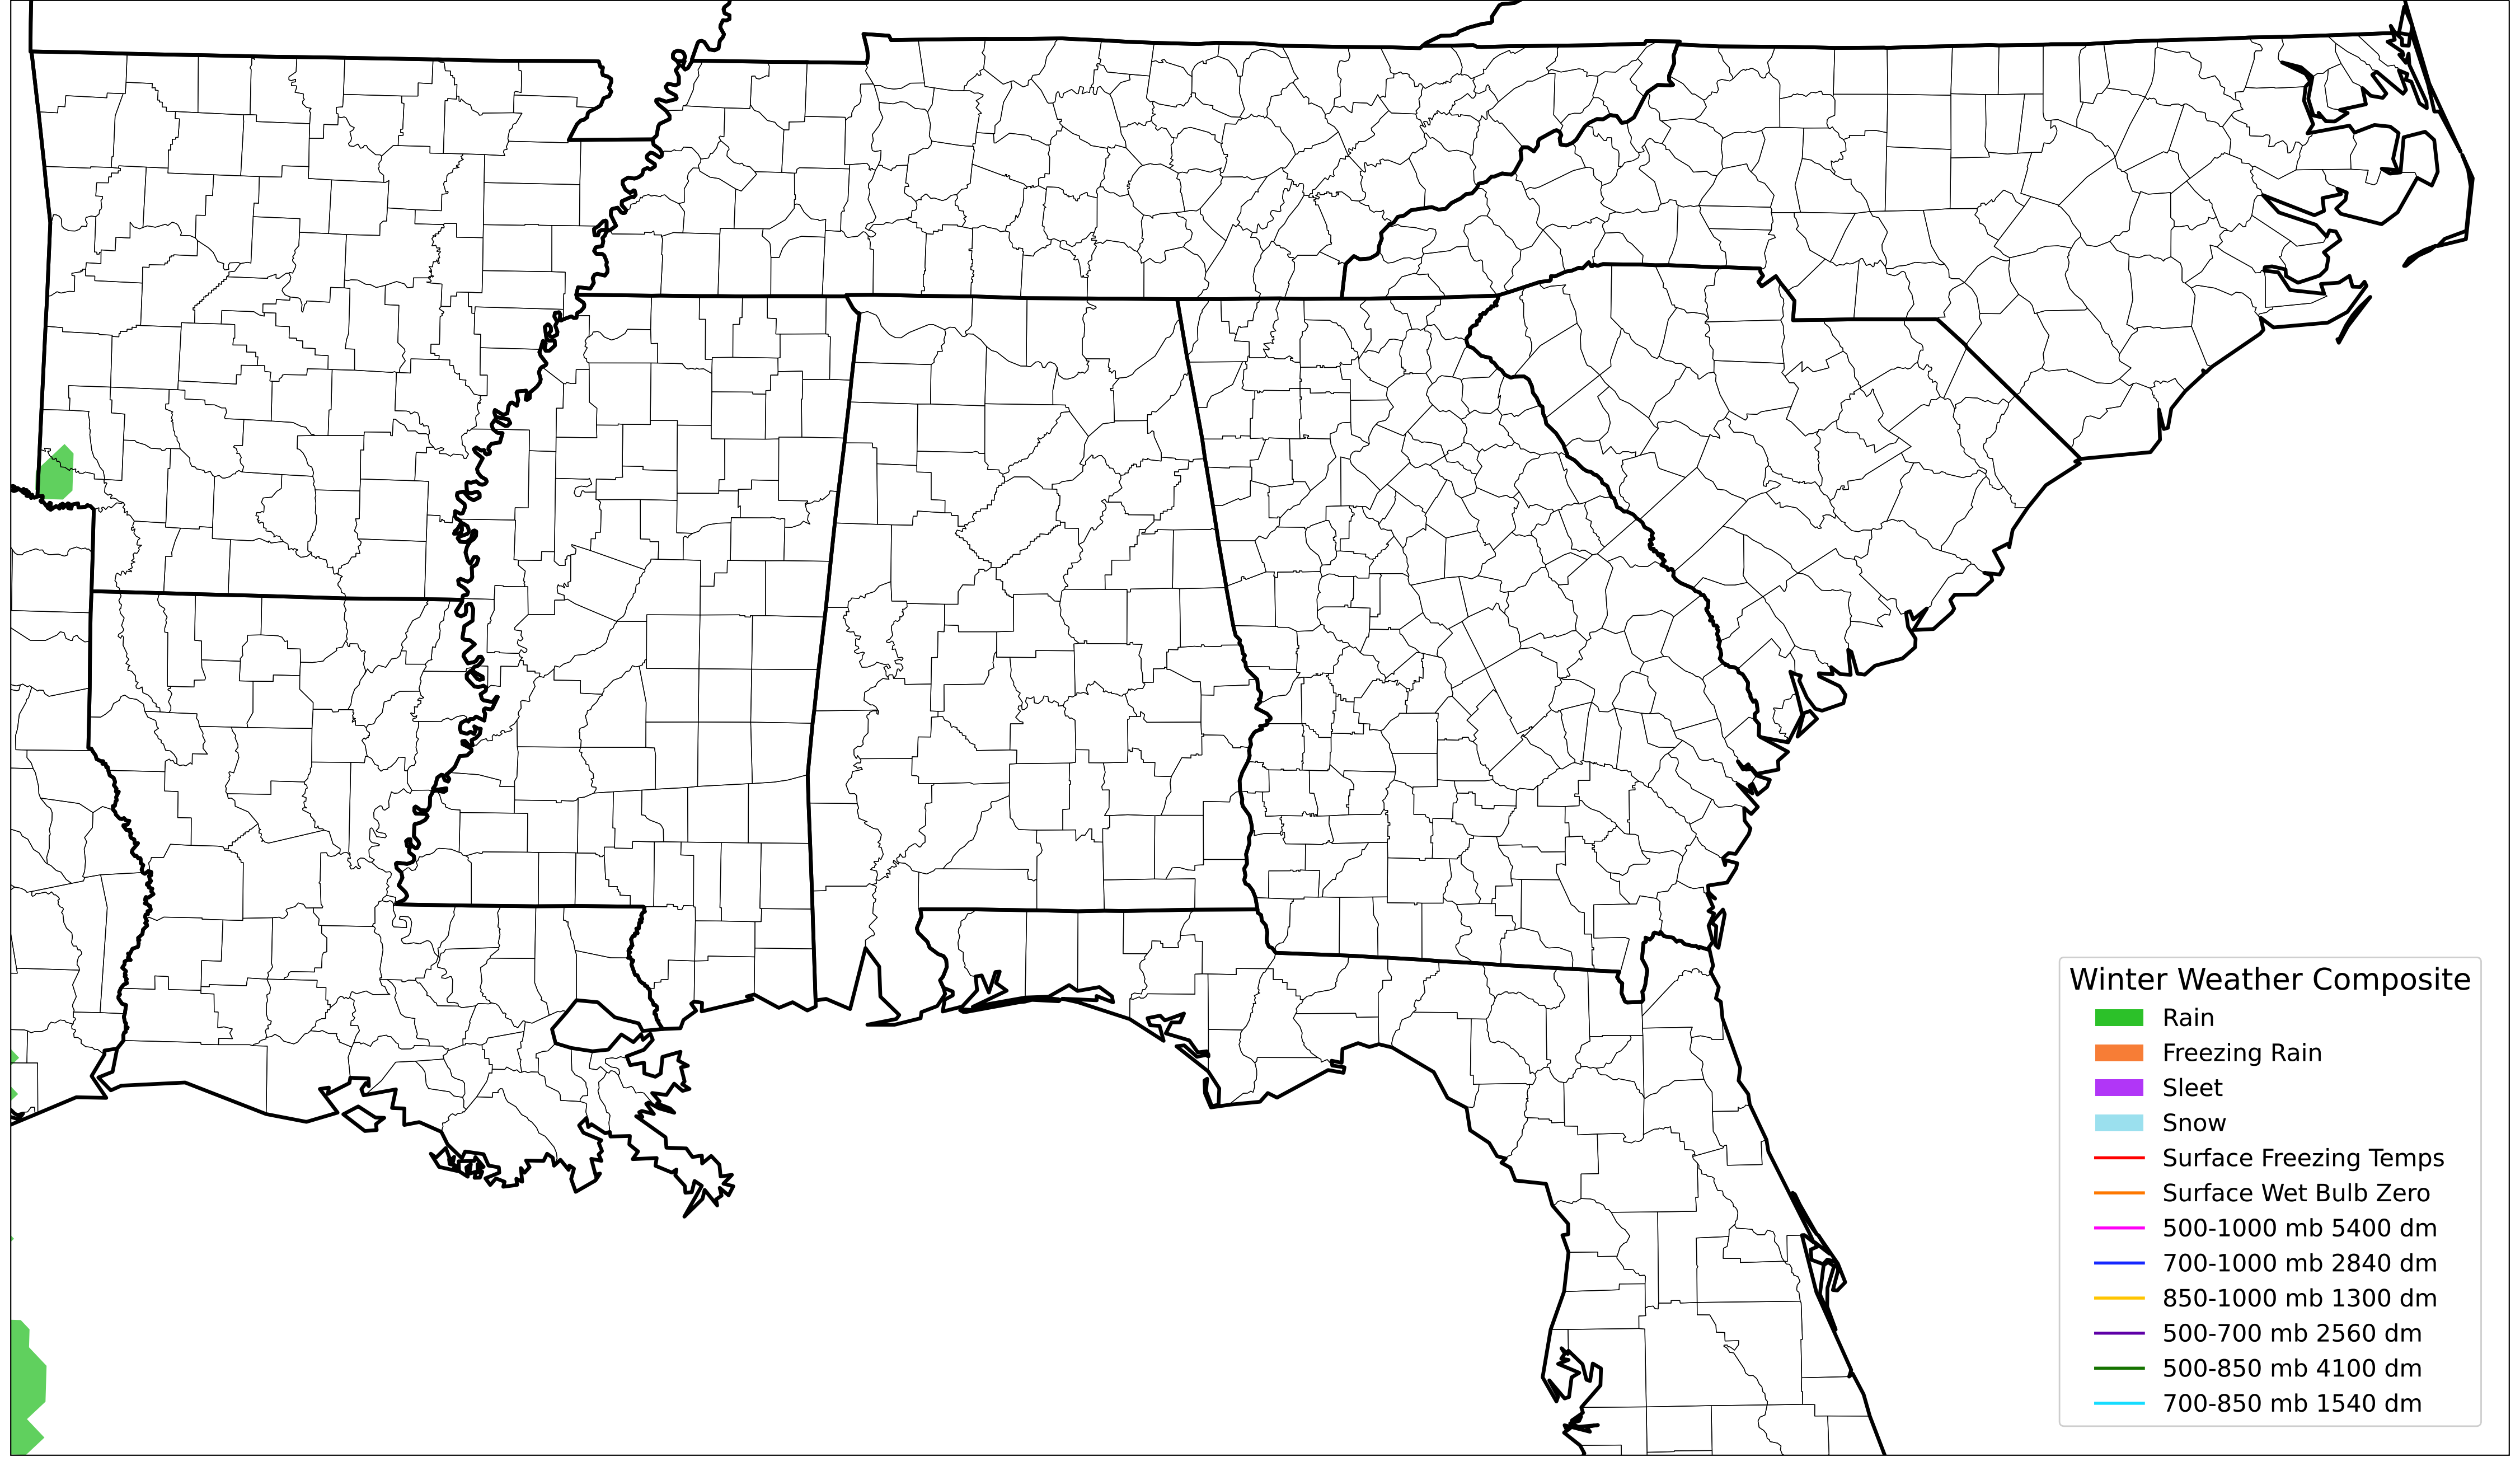 Winter Weather Composite
Rain
Freezing Rain
Sleet
Snow
Surface Freezing Temps
Surface Wet Bulb Zero
500-1000 mb 5400 dm
700-1000 mb 2840 dm
850-1000 mb 1300 dm
500-700 mb 2560 dm
500-850 mb 4100 dm
700-850 mb 1540 dm